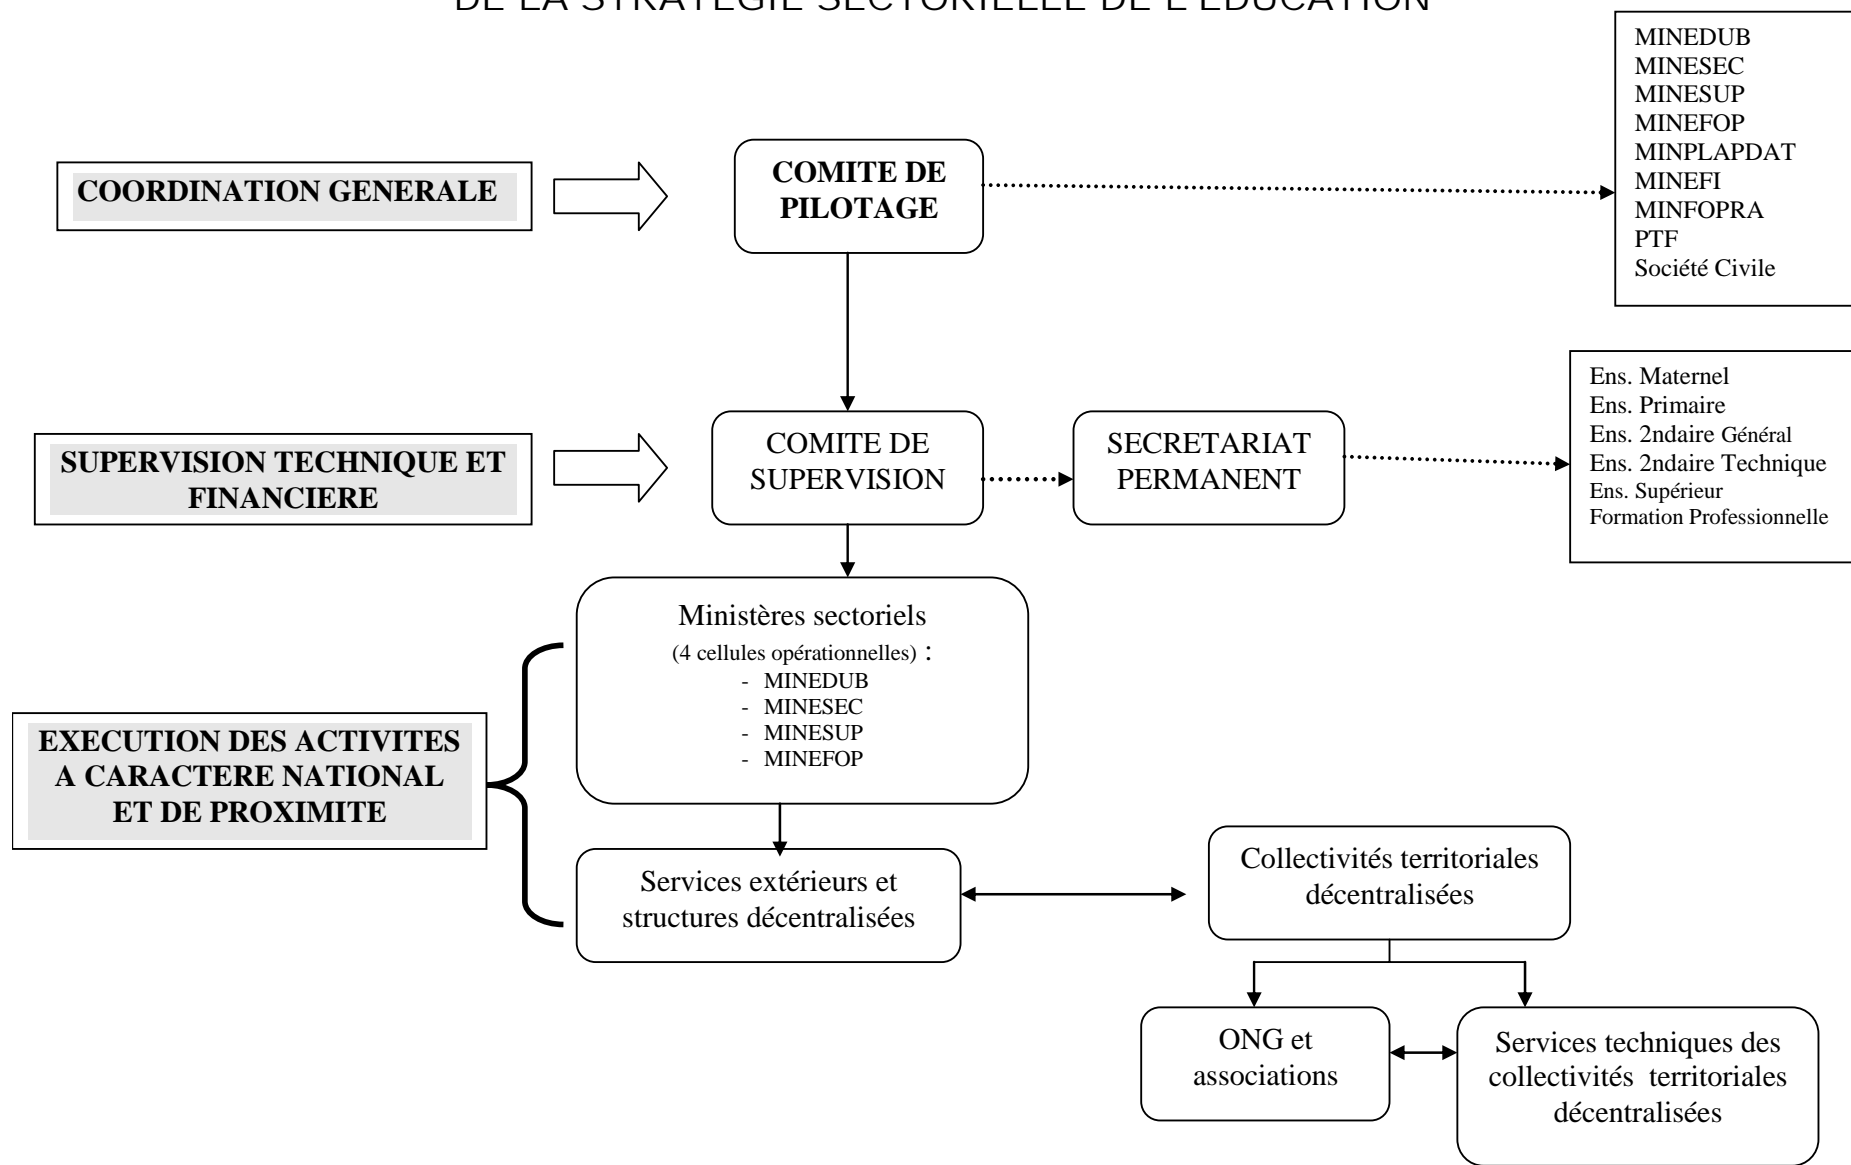 DE LA STRATEGIE SECTORIELLE DE L'EDUCATION
MINEDUB
MINESEC
MINESUP
MINEFOP
MINPLAPDAT
MINEFI
MINFOPRA
PTF
Société Civile
COORDINATION GENERALE
COMITE DE
PILOTAGE
SUPERVISION TECHNIQUE ET
FINANCIERE
COMITE DE
SUPERVISION
SECRETARIAT
PERMANENT
Ens. Maternel
Ens. Primaire
Ens. 2ndaire Général
Ens. 2ndaire Technique
Ens. Supérieur
Formation Professionnelle
Ministères sectoriels
(4 cellules opérationnelles) :
- MINEDUB
- MINESEC
- MINESUP
- MINEFOP
EXECUTION DES ACTIVITES
A CARACTERE NATIONAL
ET DE PROXIMITE
Services extérieurs et
structures décentralisées
Collectivités territoriales
décentralisées
ONG et
associations
Services techniques des
collectivités territoriales
décentralisées